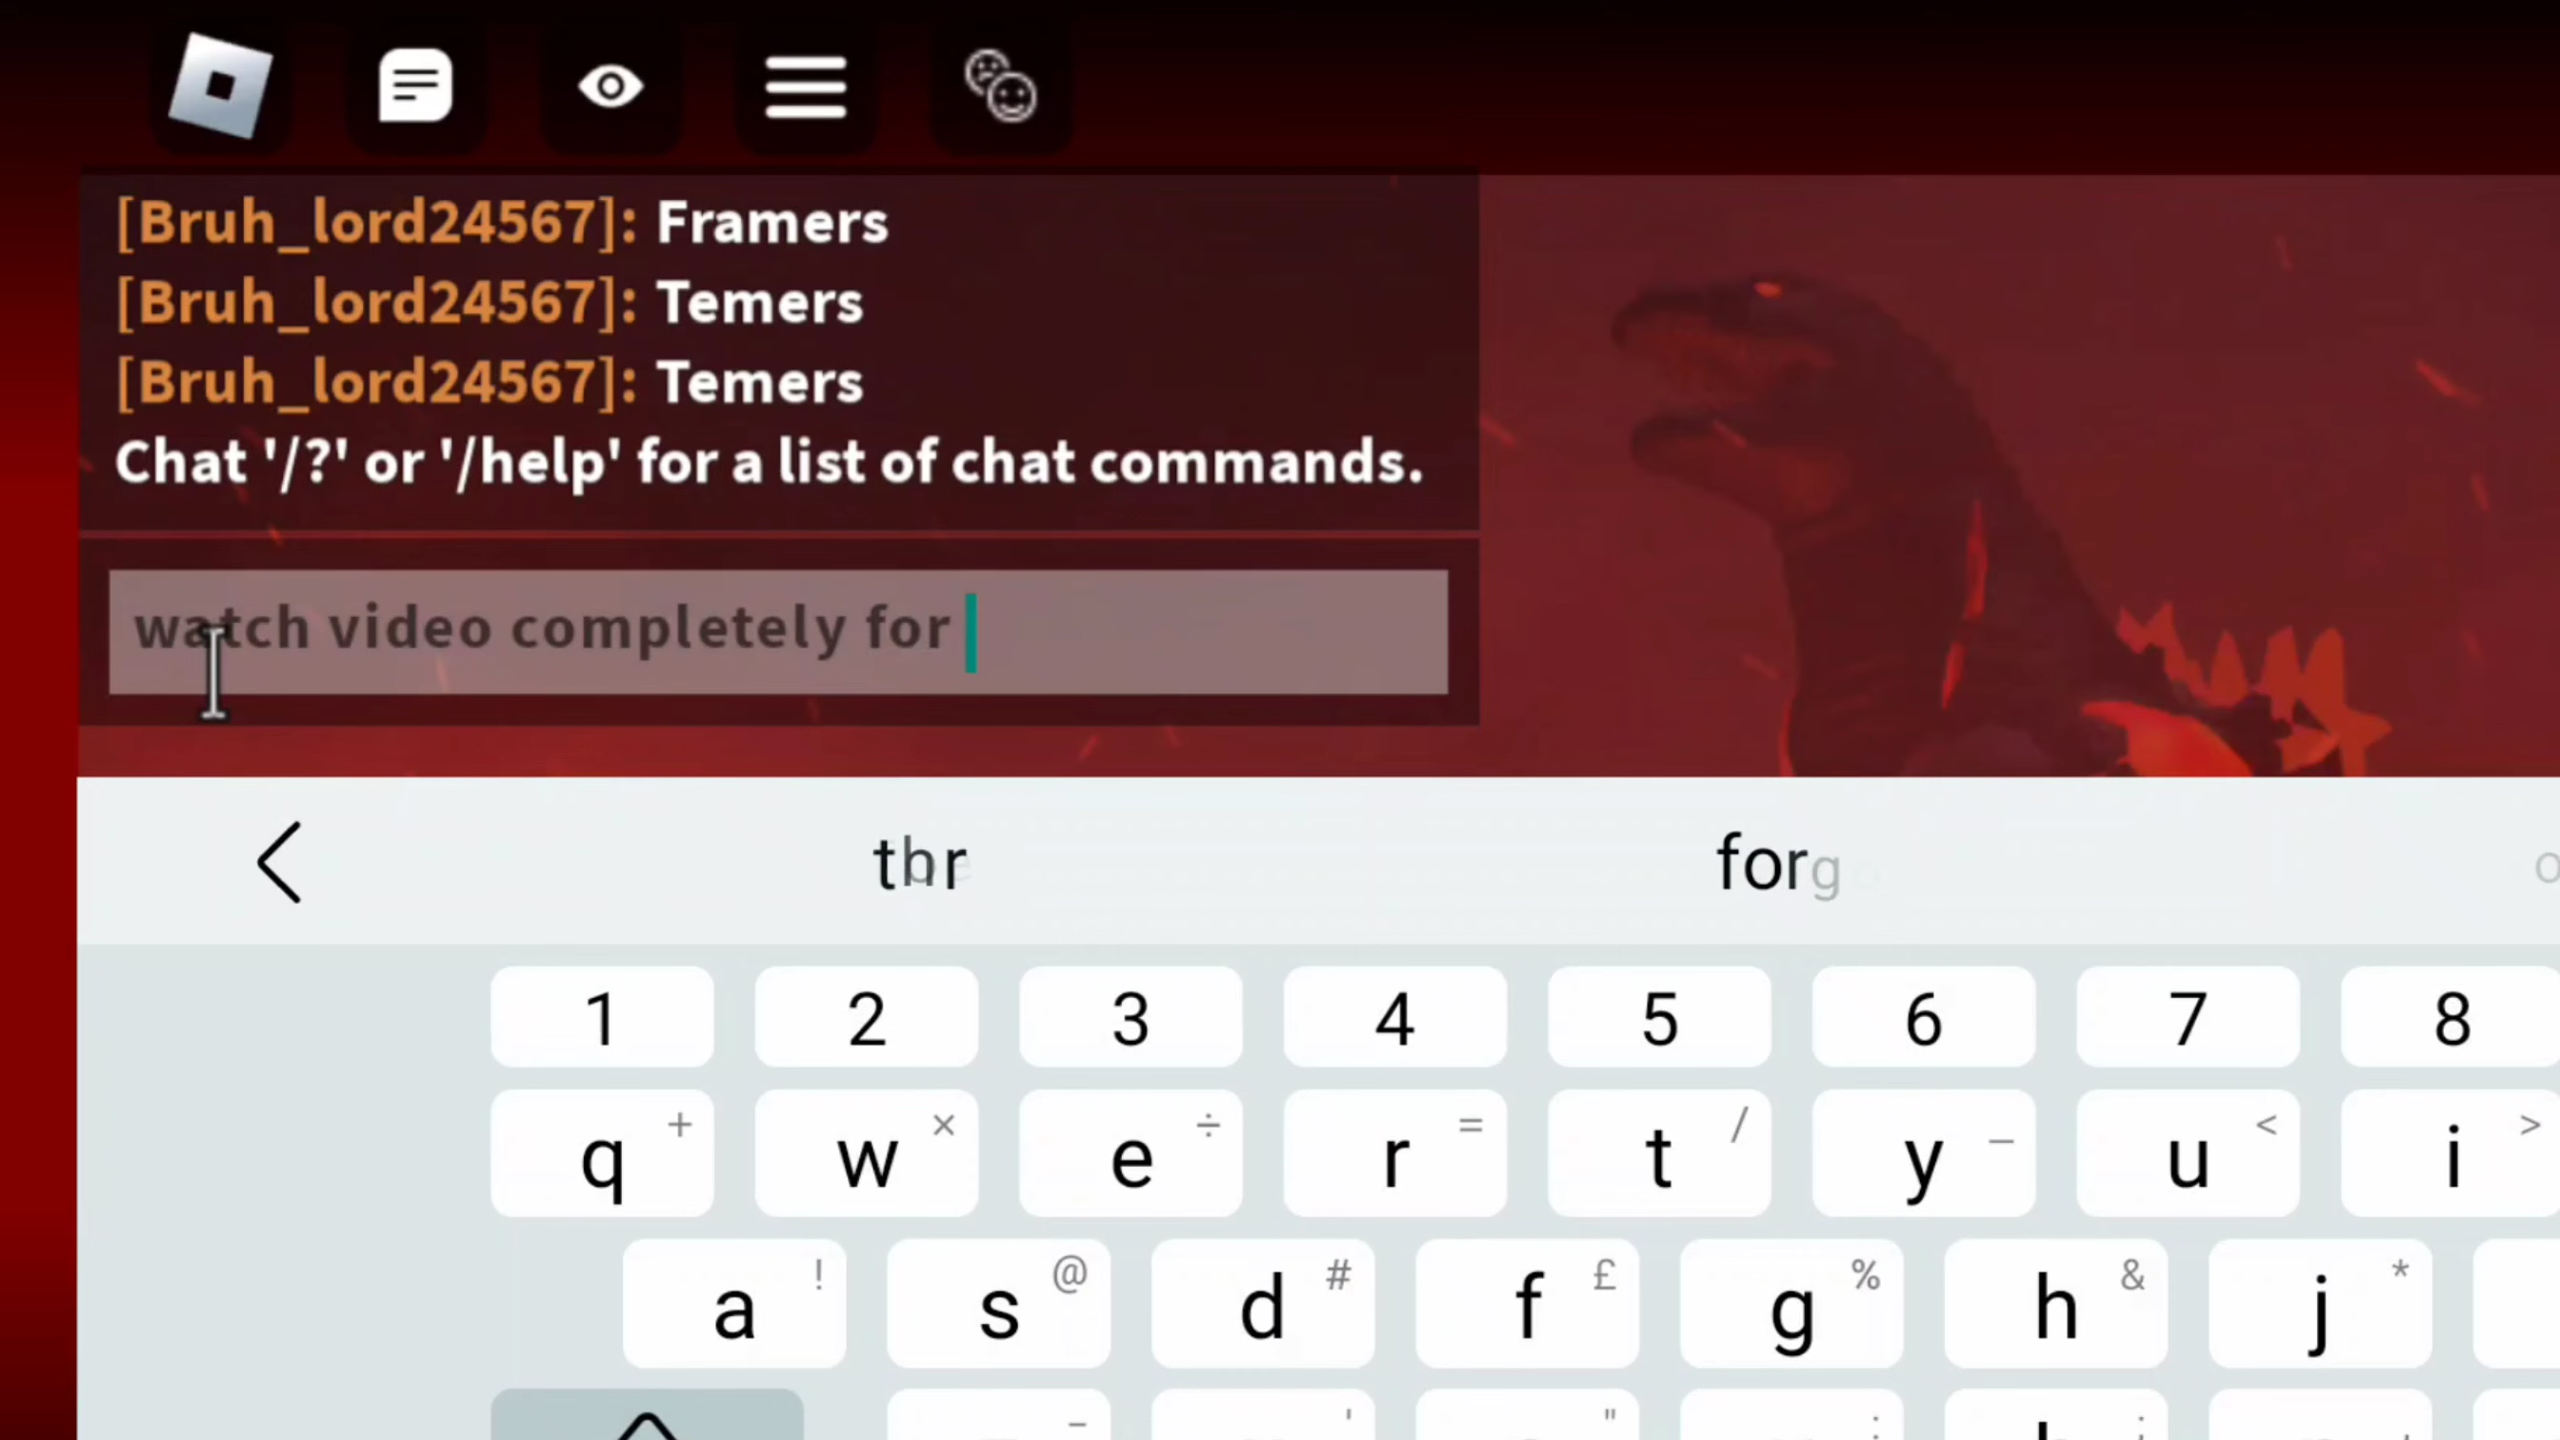 [Bruh_lord24567]: Framers
[Bruh_lord24567]: Temers
[Bruh_lord24567]: Temers
Chat '/?' or '/help' for a list of chat commands.
watch video completely for
for
1 2 3 4 5 6 7 8
+ × ÷ = / _ < >
q w e r t y u i
! @ # £ % & *
a s d f g h j
- ' " : ;